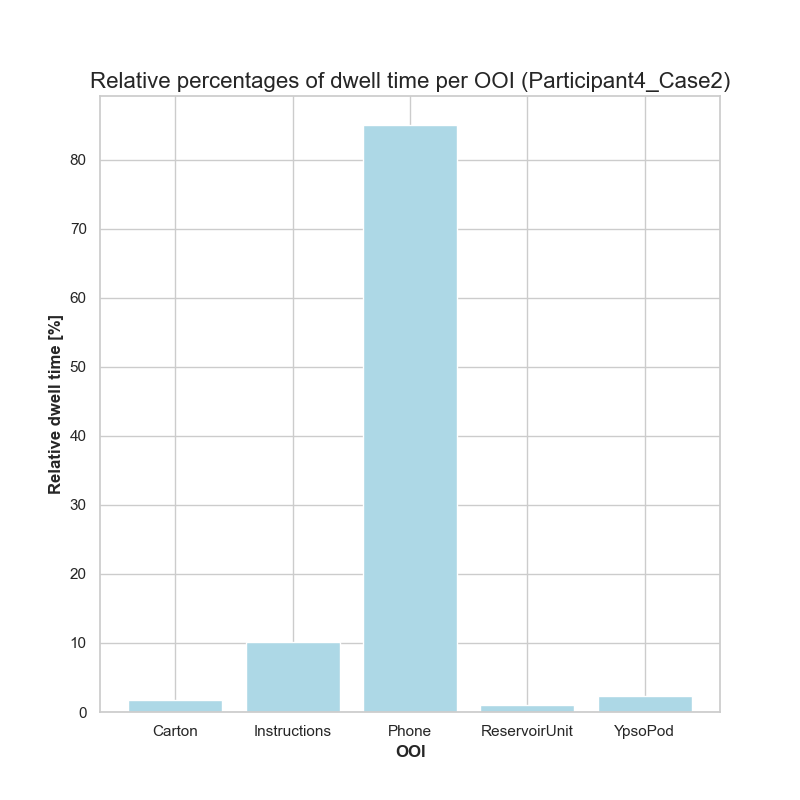 Relative percentages of dwell time per OOI (Participant4_Case2)
80
70
60
50
40
30
20
10
0
Relative dwell time [%]
Carton Instructions Phone ReservoirUnit YpsoPod
OOI